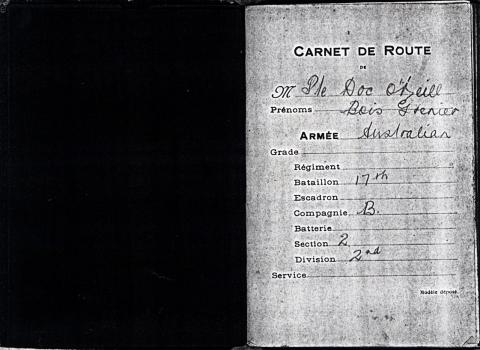 CARNET DE ROUTE
DE
M Pte Doc O'Neill
Prénoms Bois Grenier
ARMÉE Australian
Grade
Régiment
Bataillon 17th
Escadron
Compagnie B.
Batterie
Section 2
Division 2nd
Service
Modèle déposé